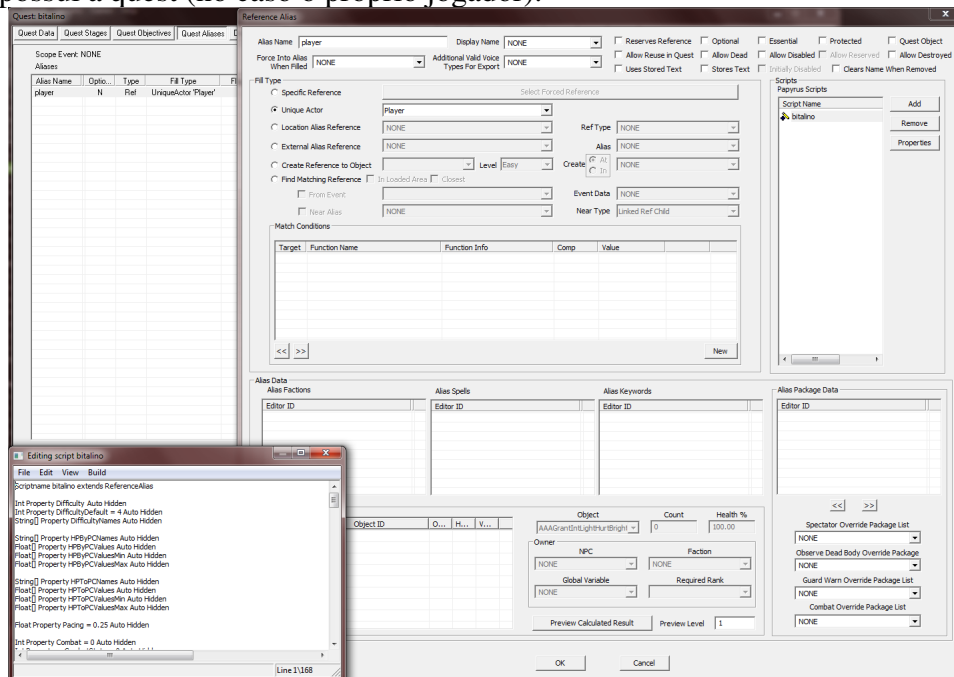 possui a quest (no caso o próprio jogador).
Quest: bitalino
Quest Data Quest Stages Quest Objectives Quest Aliases
Scope Event: NONE
Aliases
Alias Name Optio... Type Fill Type
player N Ref UniqueActor 'Player'
Reference Alias
x
Alias Name player Display Name NONE
Force Into Alias When Filled NONE Additional Valid Voice Types For Export NONE
Reserves Reference Optional Essential Protected Quest Object
Allow Reuse in Quest Allow Dead Allow Disabled Allow Reserved Allow Destroyed
Uses Stored Text Stores Text Initially Disabled Clears Name When Removed
Fill Type
Specific Reference Select Forced Reference
Unique Actor Player
Location Alias Reference NONE Ref Type NONE
External Alias Reference NONE Alias NONE
Create Reference to Object Level Easy Create At In NONE
Find Matching Reference In Loaded Area Closest
From Event Event Data NONE
Near Alias NONE Near Type Linked Ref Child
Match Conditions
Target Function Name Function Info Comp Value
<< >> New
Scripts
Papyrus Scripts
Script Name
bitalino
Add
Remove
Properties
Alias Data
Alias Factions Alias Spells Alias Keywords
Editor ID Editor ID Editor ID
Alias Package Data
Editor ID
<< >>
Spectator Override Package List
NONE
Observe Dead Body Override Package
NONE
Guard Warn Override Package List
NONE
Combat Override Package List
NONE
Object ID O... H... V...
Object Count Health %
AAAGrantIntLightHurtBright 0 100.00
Owner
NPC Faction
NONE NONE
Global Variable Required Rank
NONE
Preview Calculated Result Preview Level 1
OK Cancel
Editing script bitalino
File Edit View Build
Scriptname bitalino extends ReferenceAlias
Int Property Difficulty Auto Hidden
Int Property DifficultyDefault = 4 Auto Hidden
String[] Property DifficultyNames Auto Hidden
String[] Property HPByPCNames Auto Hidden
Float[] Property HPByPCValues Auto Hidden
Float[] Property HPByPCValuesMin Auto Hidden
Float[] Property HPByPCValuesMax Auto Hidden
String[] Property HPToPCNames Auto Hidden
Float[] Property HPToPCValues Auto Hidden
Float[] Property HPToPCValuesMin Auto Hidden
Float[] Property HPToPCValuesMax Auto Hidden
Float Property Pacing = 0.25 Auto Hidden
Int Property Combat = 0 Auto Hidden
Line 1\168